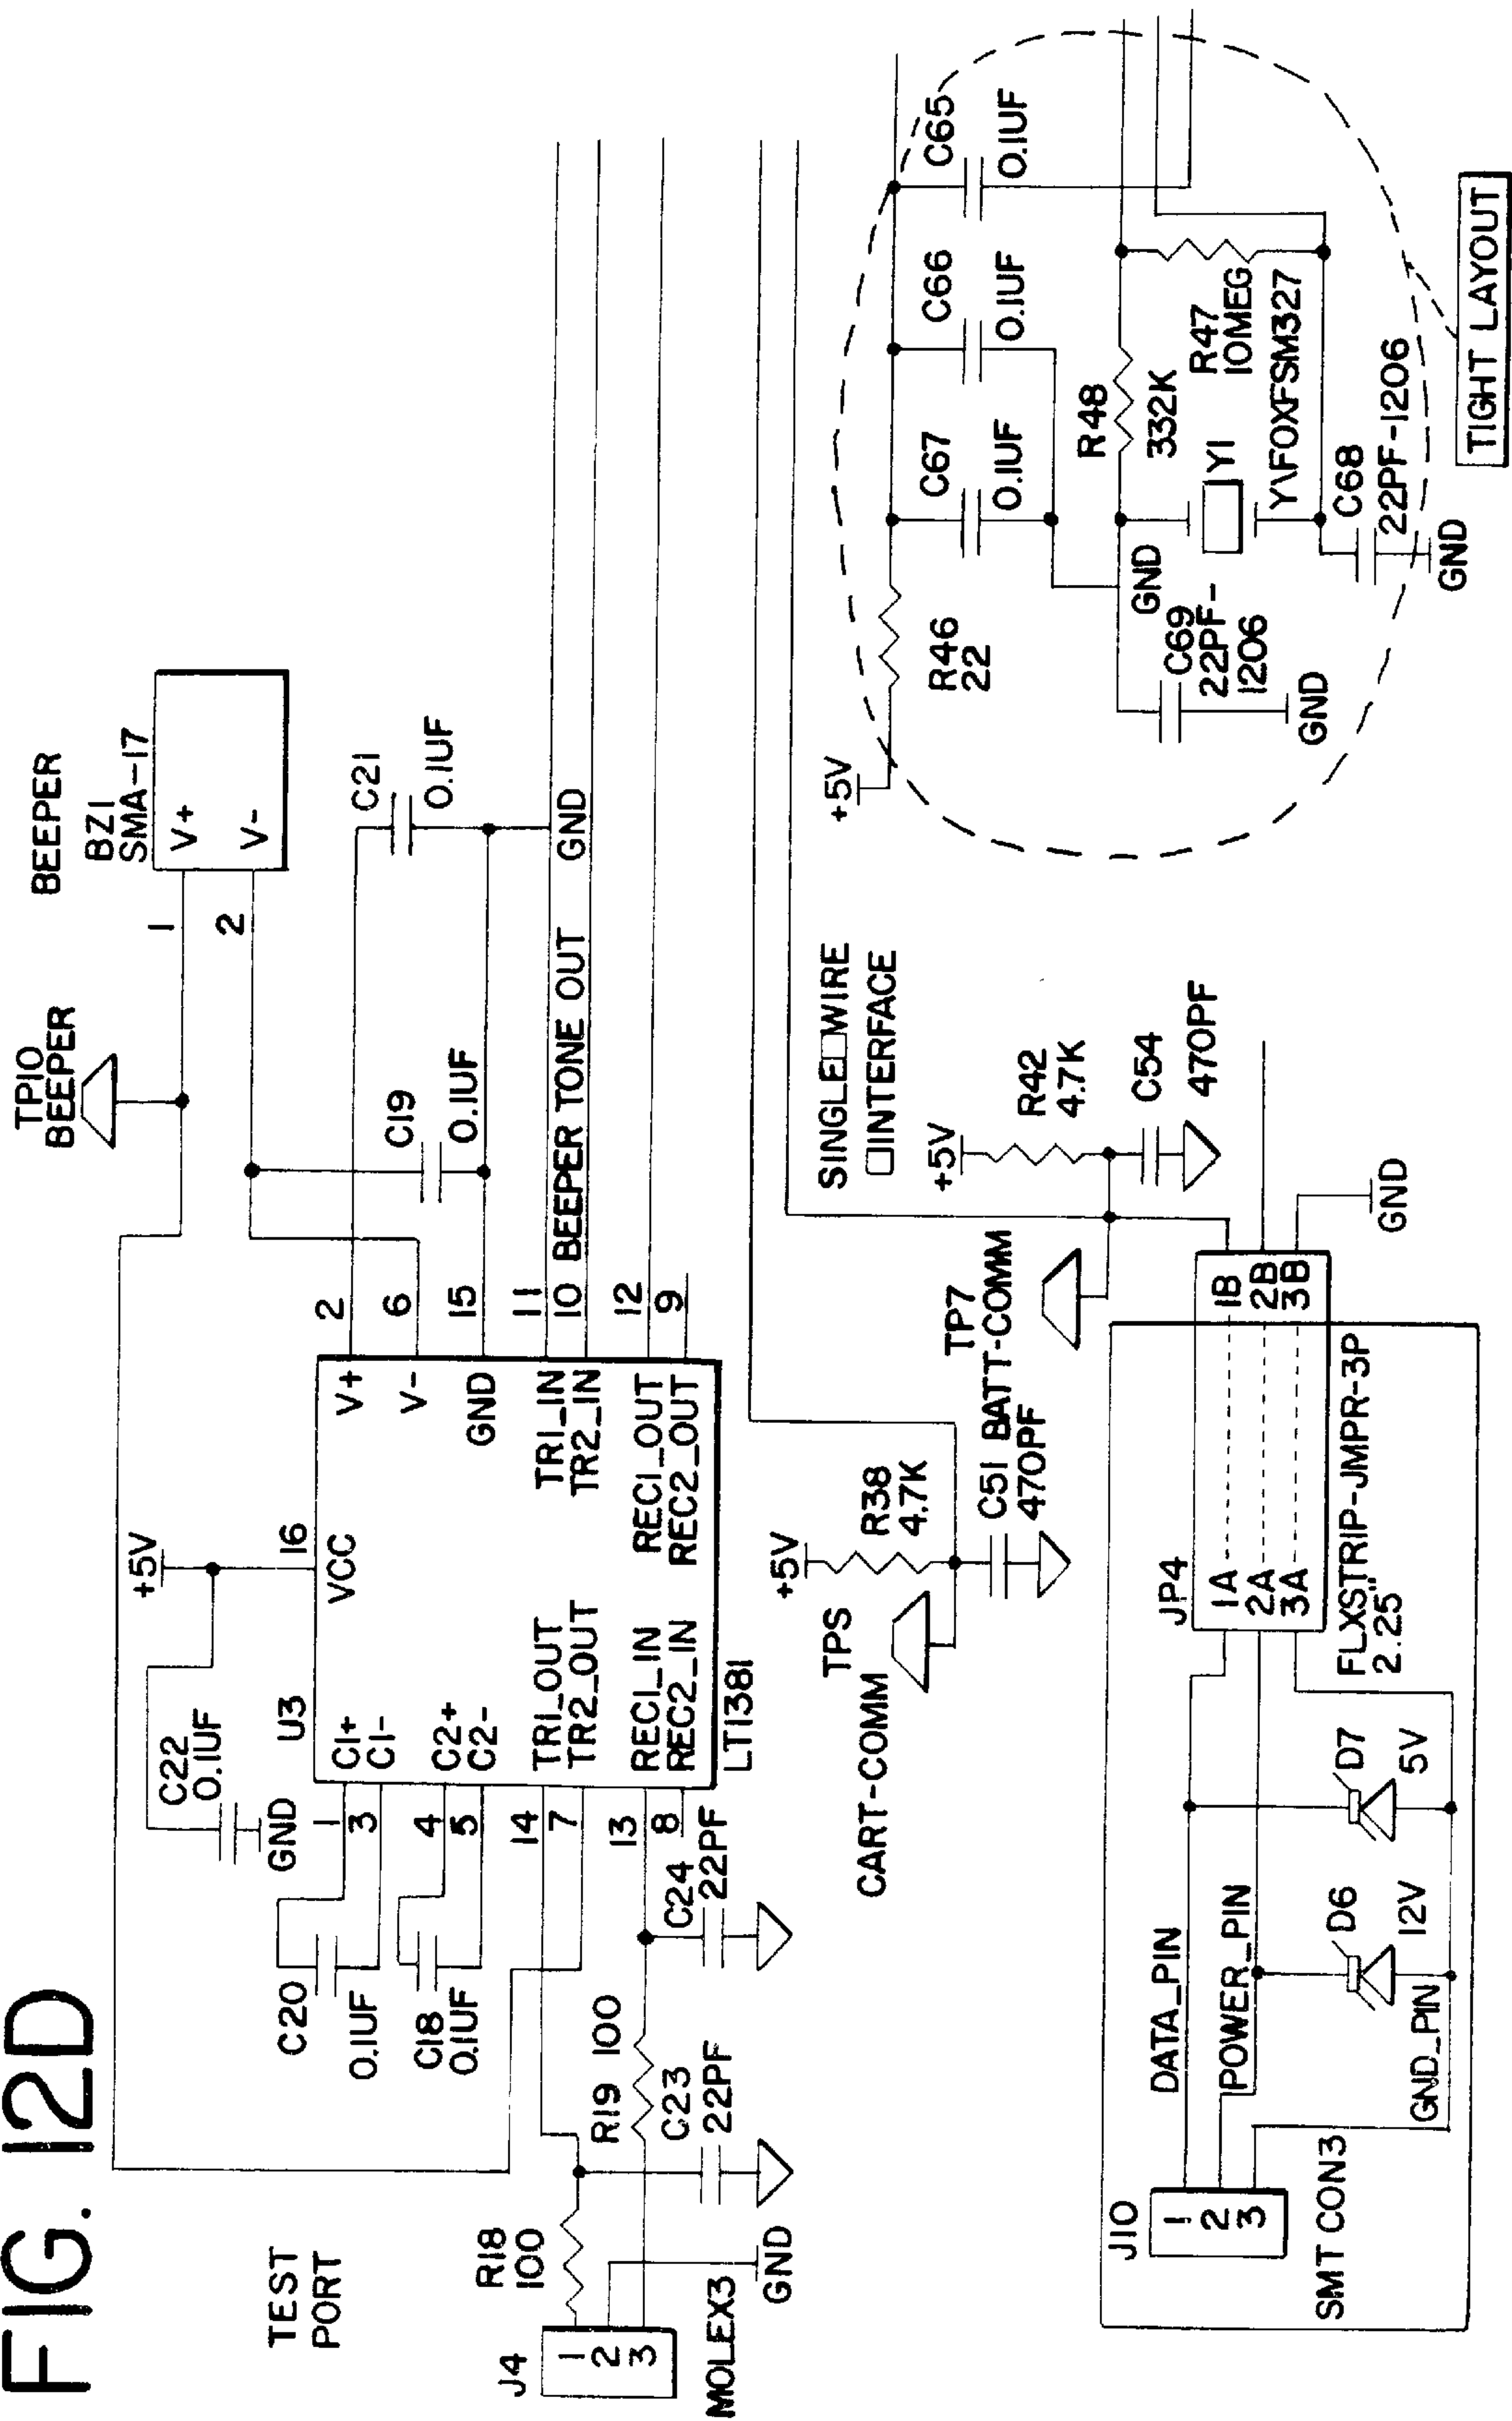 FIG. 12D
TEST
PORT
J4
1
2
3
MOLEX3
R18
100
GND
C23
22PF
R19 100
C24
22PF
C20
0.1UF
C18
0.1UF
C22
0.1UF
GND
+5V
U3
16
VCC
1
3
4
5
14
7
13
8
C1+
C1-
C2+
C2-
TR1_OUT
TR2_OUT
REC1_IN
REC2_IN
LT1381
V+
V-
GND
TR1_IN
TR2_IN
REC1_OUT
REC2_OUT
2
6
15
11
10
12
9
BEEPER TONE OUT
GND
TP10
BEEPER
BEEPER
BZ1
SMA-17
V+
V-
1
2
C19
0.1UF
C21
0.1UF
CART-COMM
TPS
+5V
R38
4.7K
C51
470PF
TP7
BATT-COMM
SINGLE□WIRE
□INTERFACE
+5V
R42
4.7K
C54
470PF
J10
1
2
3
SMT CON3
DATA_PIN
POWER_PIN
GND_PIN
D6
12V
D7
5V
JP4
1A
2A
3A
1B
2B
3B
FLXSTRIP-JMPR-3P
2.25"
GND
+5V
R46
22
C67
0.1UF
C66
0.1UF
C65
0.1UF
GND
C69
22PF-
1206
GND
R48
332K
Y1
Y\FOXFSM327
R47
10MEG
C68
22PF-1206
GND
TIGHT LAYOUT